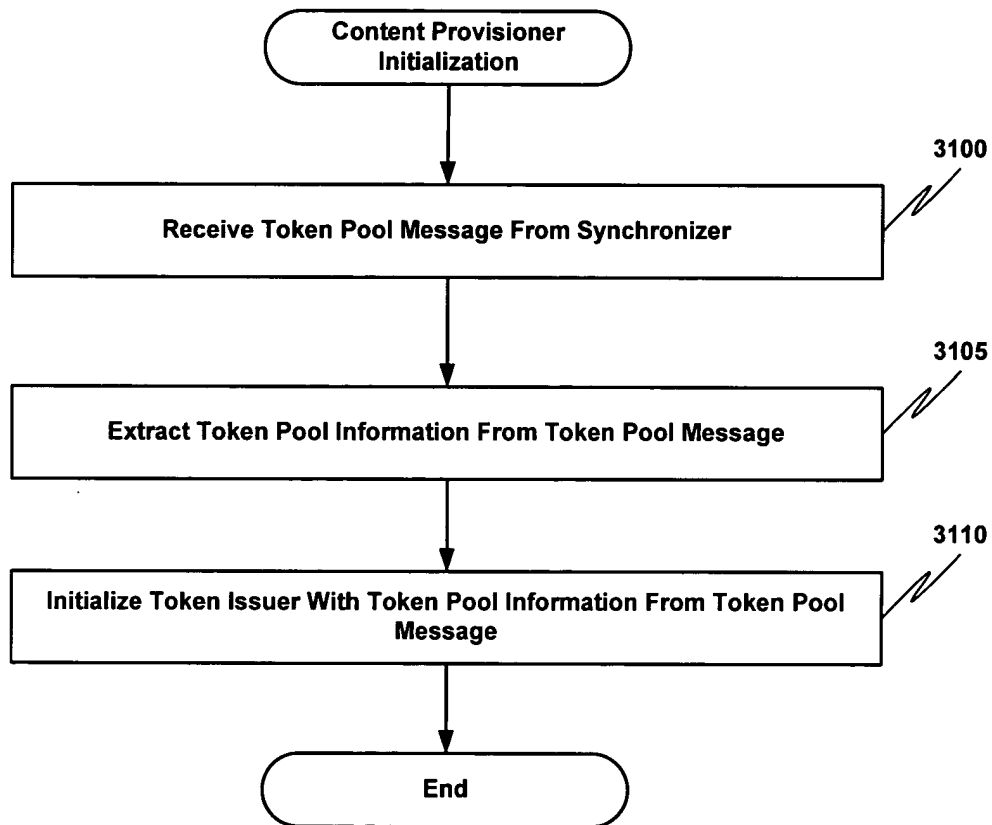 Content Provisioner
Initialization
3100
Receive Token Pool Message From Synchronizer
3105
Extract Token Pool Information From Token Pool Message
3110
Initialize Token Issuer With Token Pool Information From Token Pool
Message
End